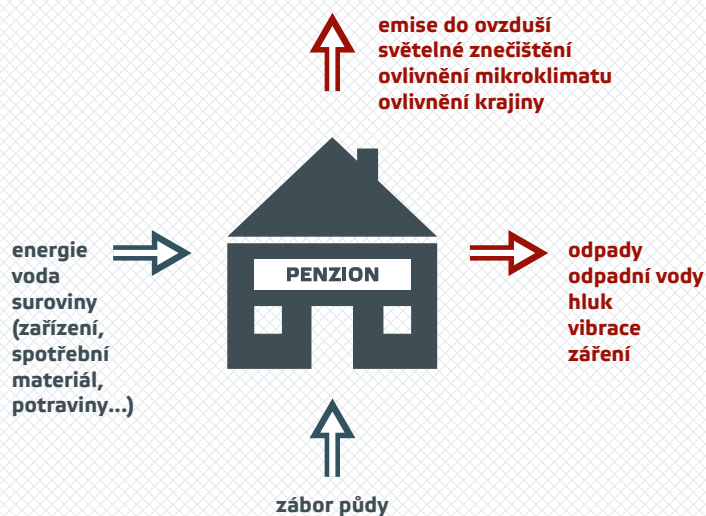 emise do ovzduší
světelné znečištění
ovlivnění mikroklimatu
ovlivnění krajiny
energie
voda
suroviny
(zařízení,
spotřební
materiál,
potraviny...)
PENZION
odpady
odpadní vody
hluk
vibrace
záření
zábor půdy